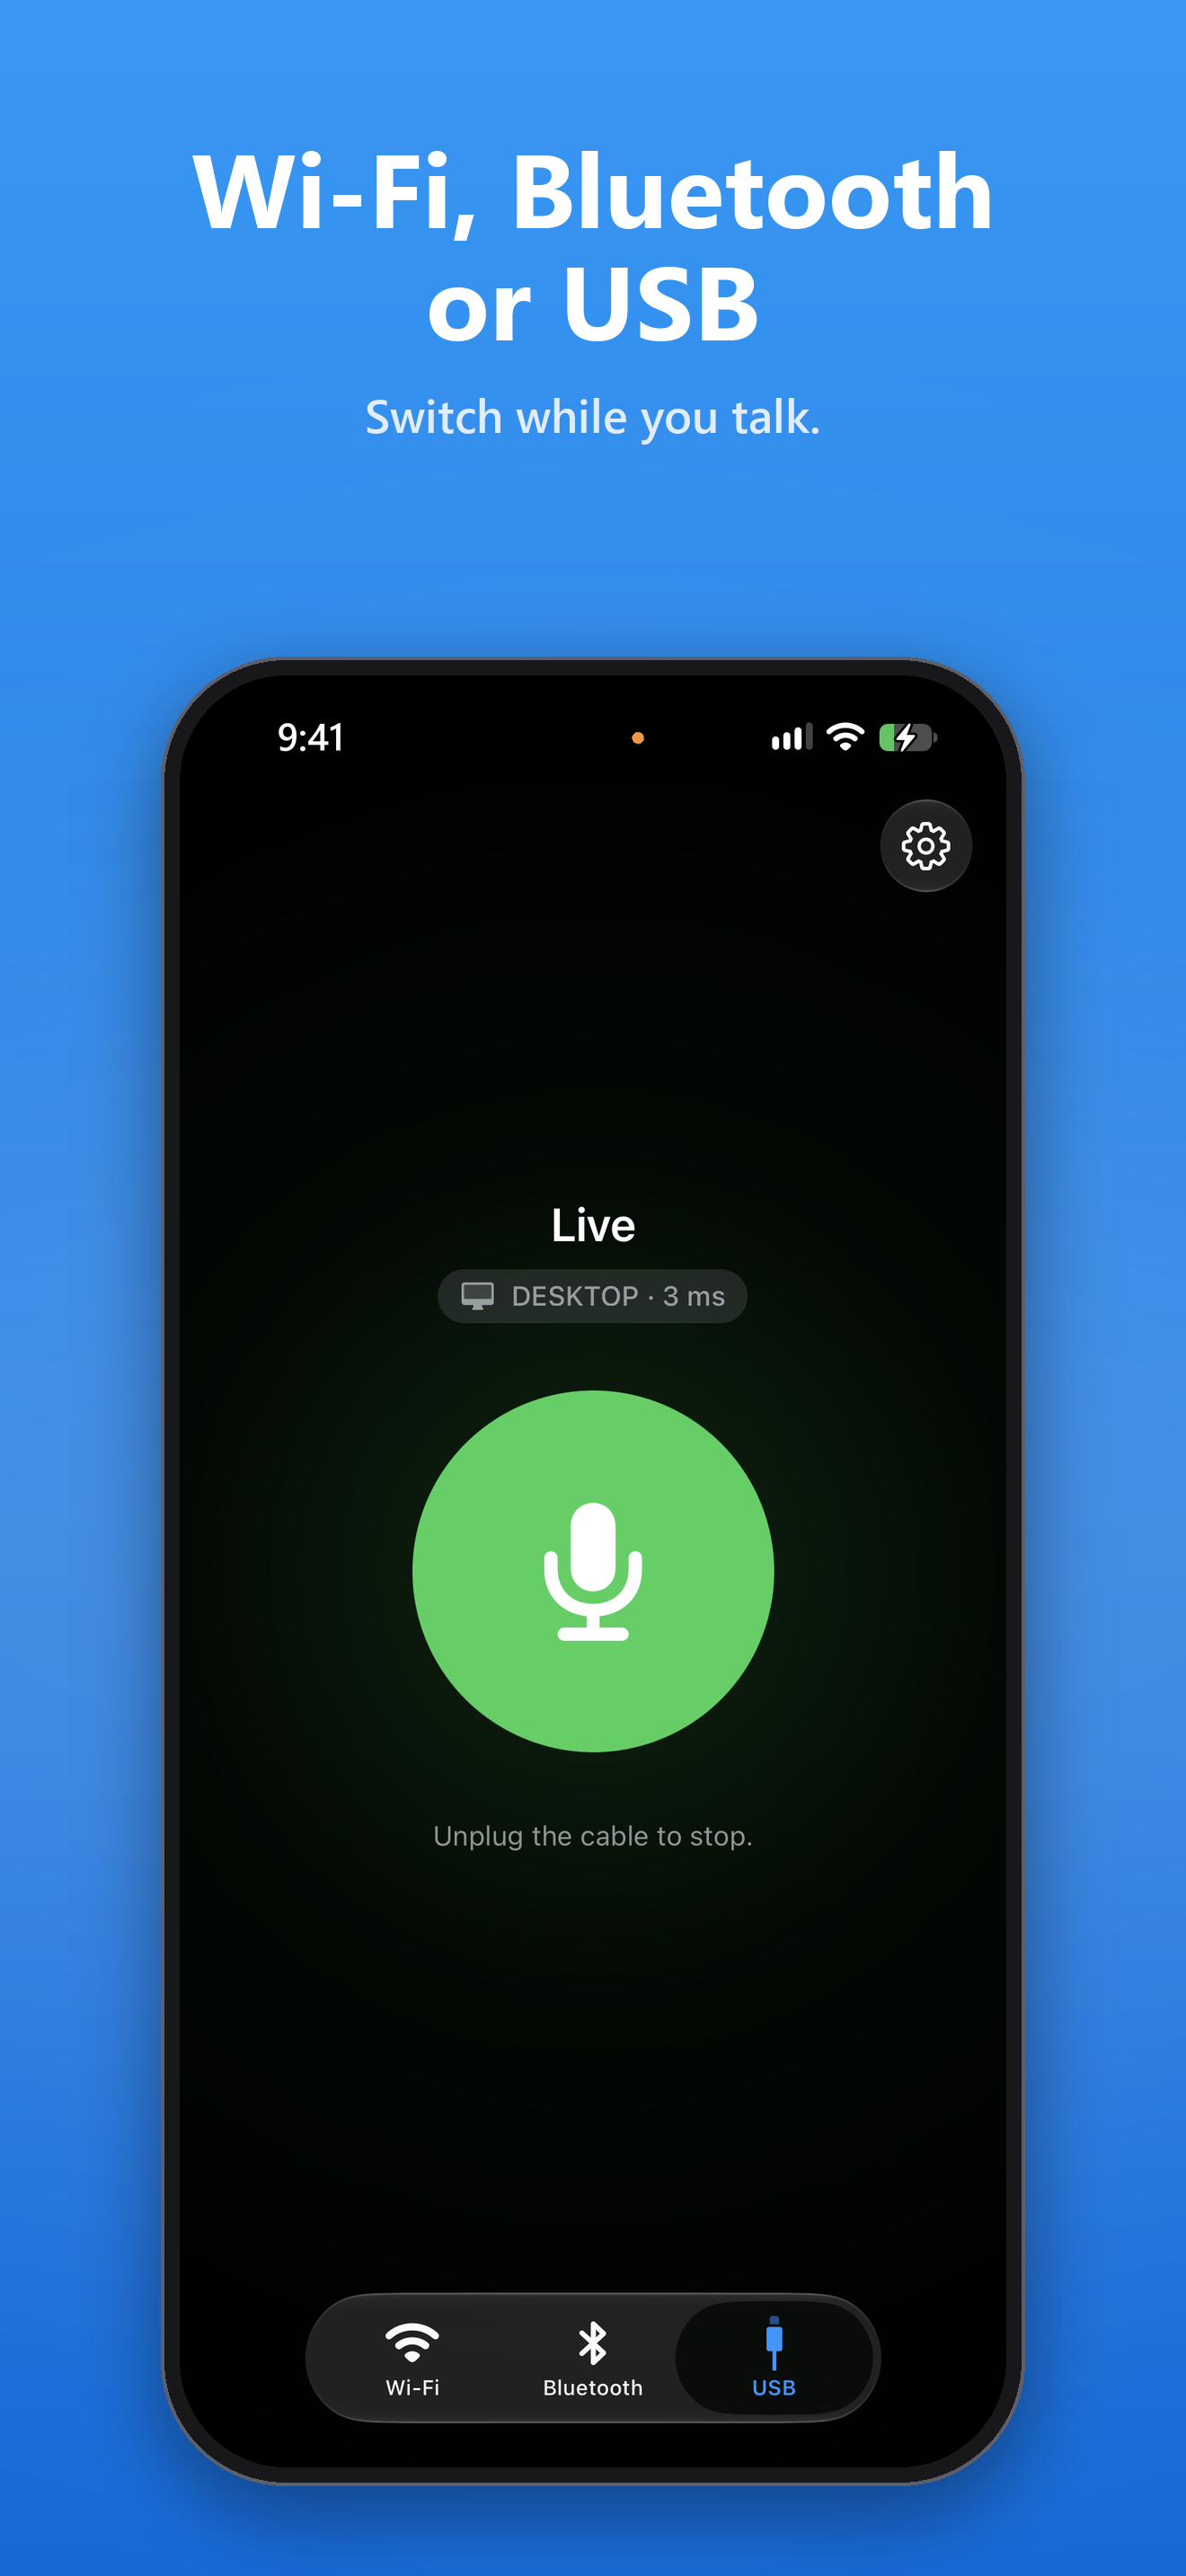 Wi-Fi, Bluetooth
or USB
Switch while you talk.
9:41
Live
DESKTOP · 3 ms
Unplug the cable to stop.
Wi-Fi
Bluetooth
USB